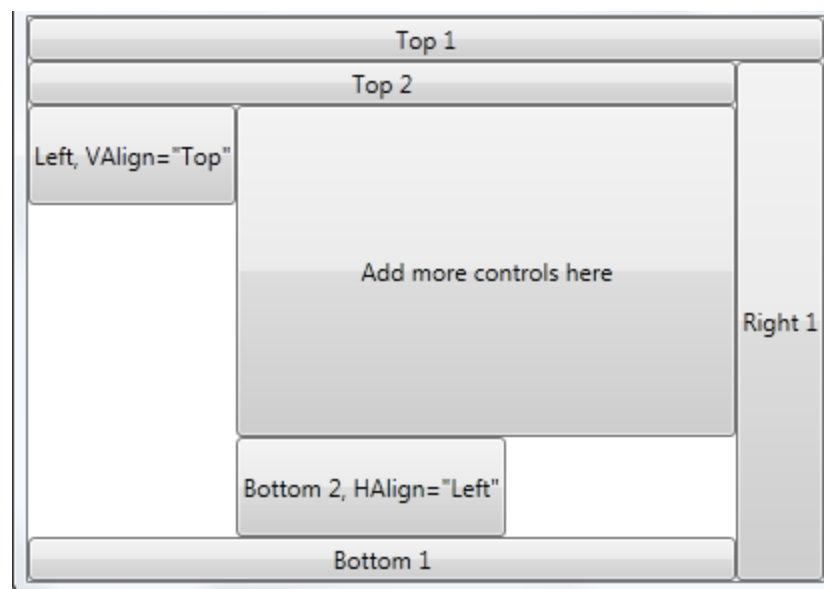 Top 1
Top 2
Left, VAlign="Top"
Add more controls here
Right 1
Bottom 2, HAlign="Left"
Bottom 1